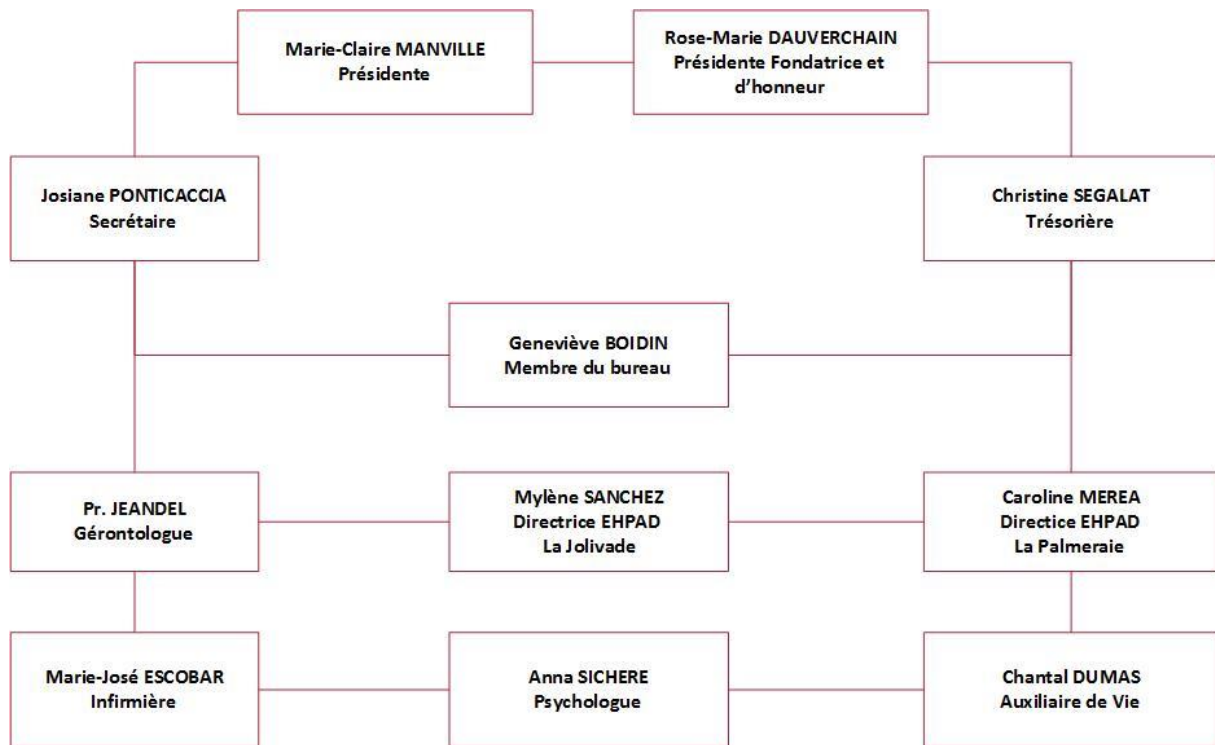 Marie-Claire MANVILLE
Présidente
Rose-Marie DAUVERCHAIN
Présidente Fondatrice et
d’honneur
Josiane PONTICACCIA
Secrétaire
Christine SEGALAT
Trésorière
Geneviève BOIDIN
Membre du bureau
Pr. JEANDEL
Gérontologue
Mylène SANCHEZ
Directrice EHPAD
La Jolivade
Caroline MEREA
Directice EHPAD
La Palmeraie
Marie-José ESCOBAR
Infirmière
Anna SICHERE
Psychologue
Chantal DUMAS
Auxiliaire de Vie